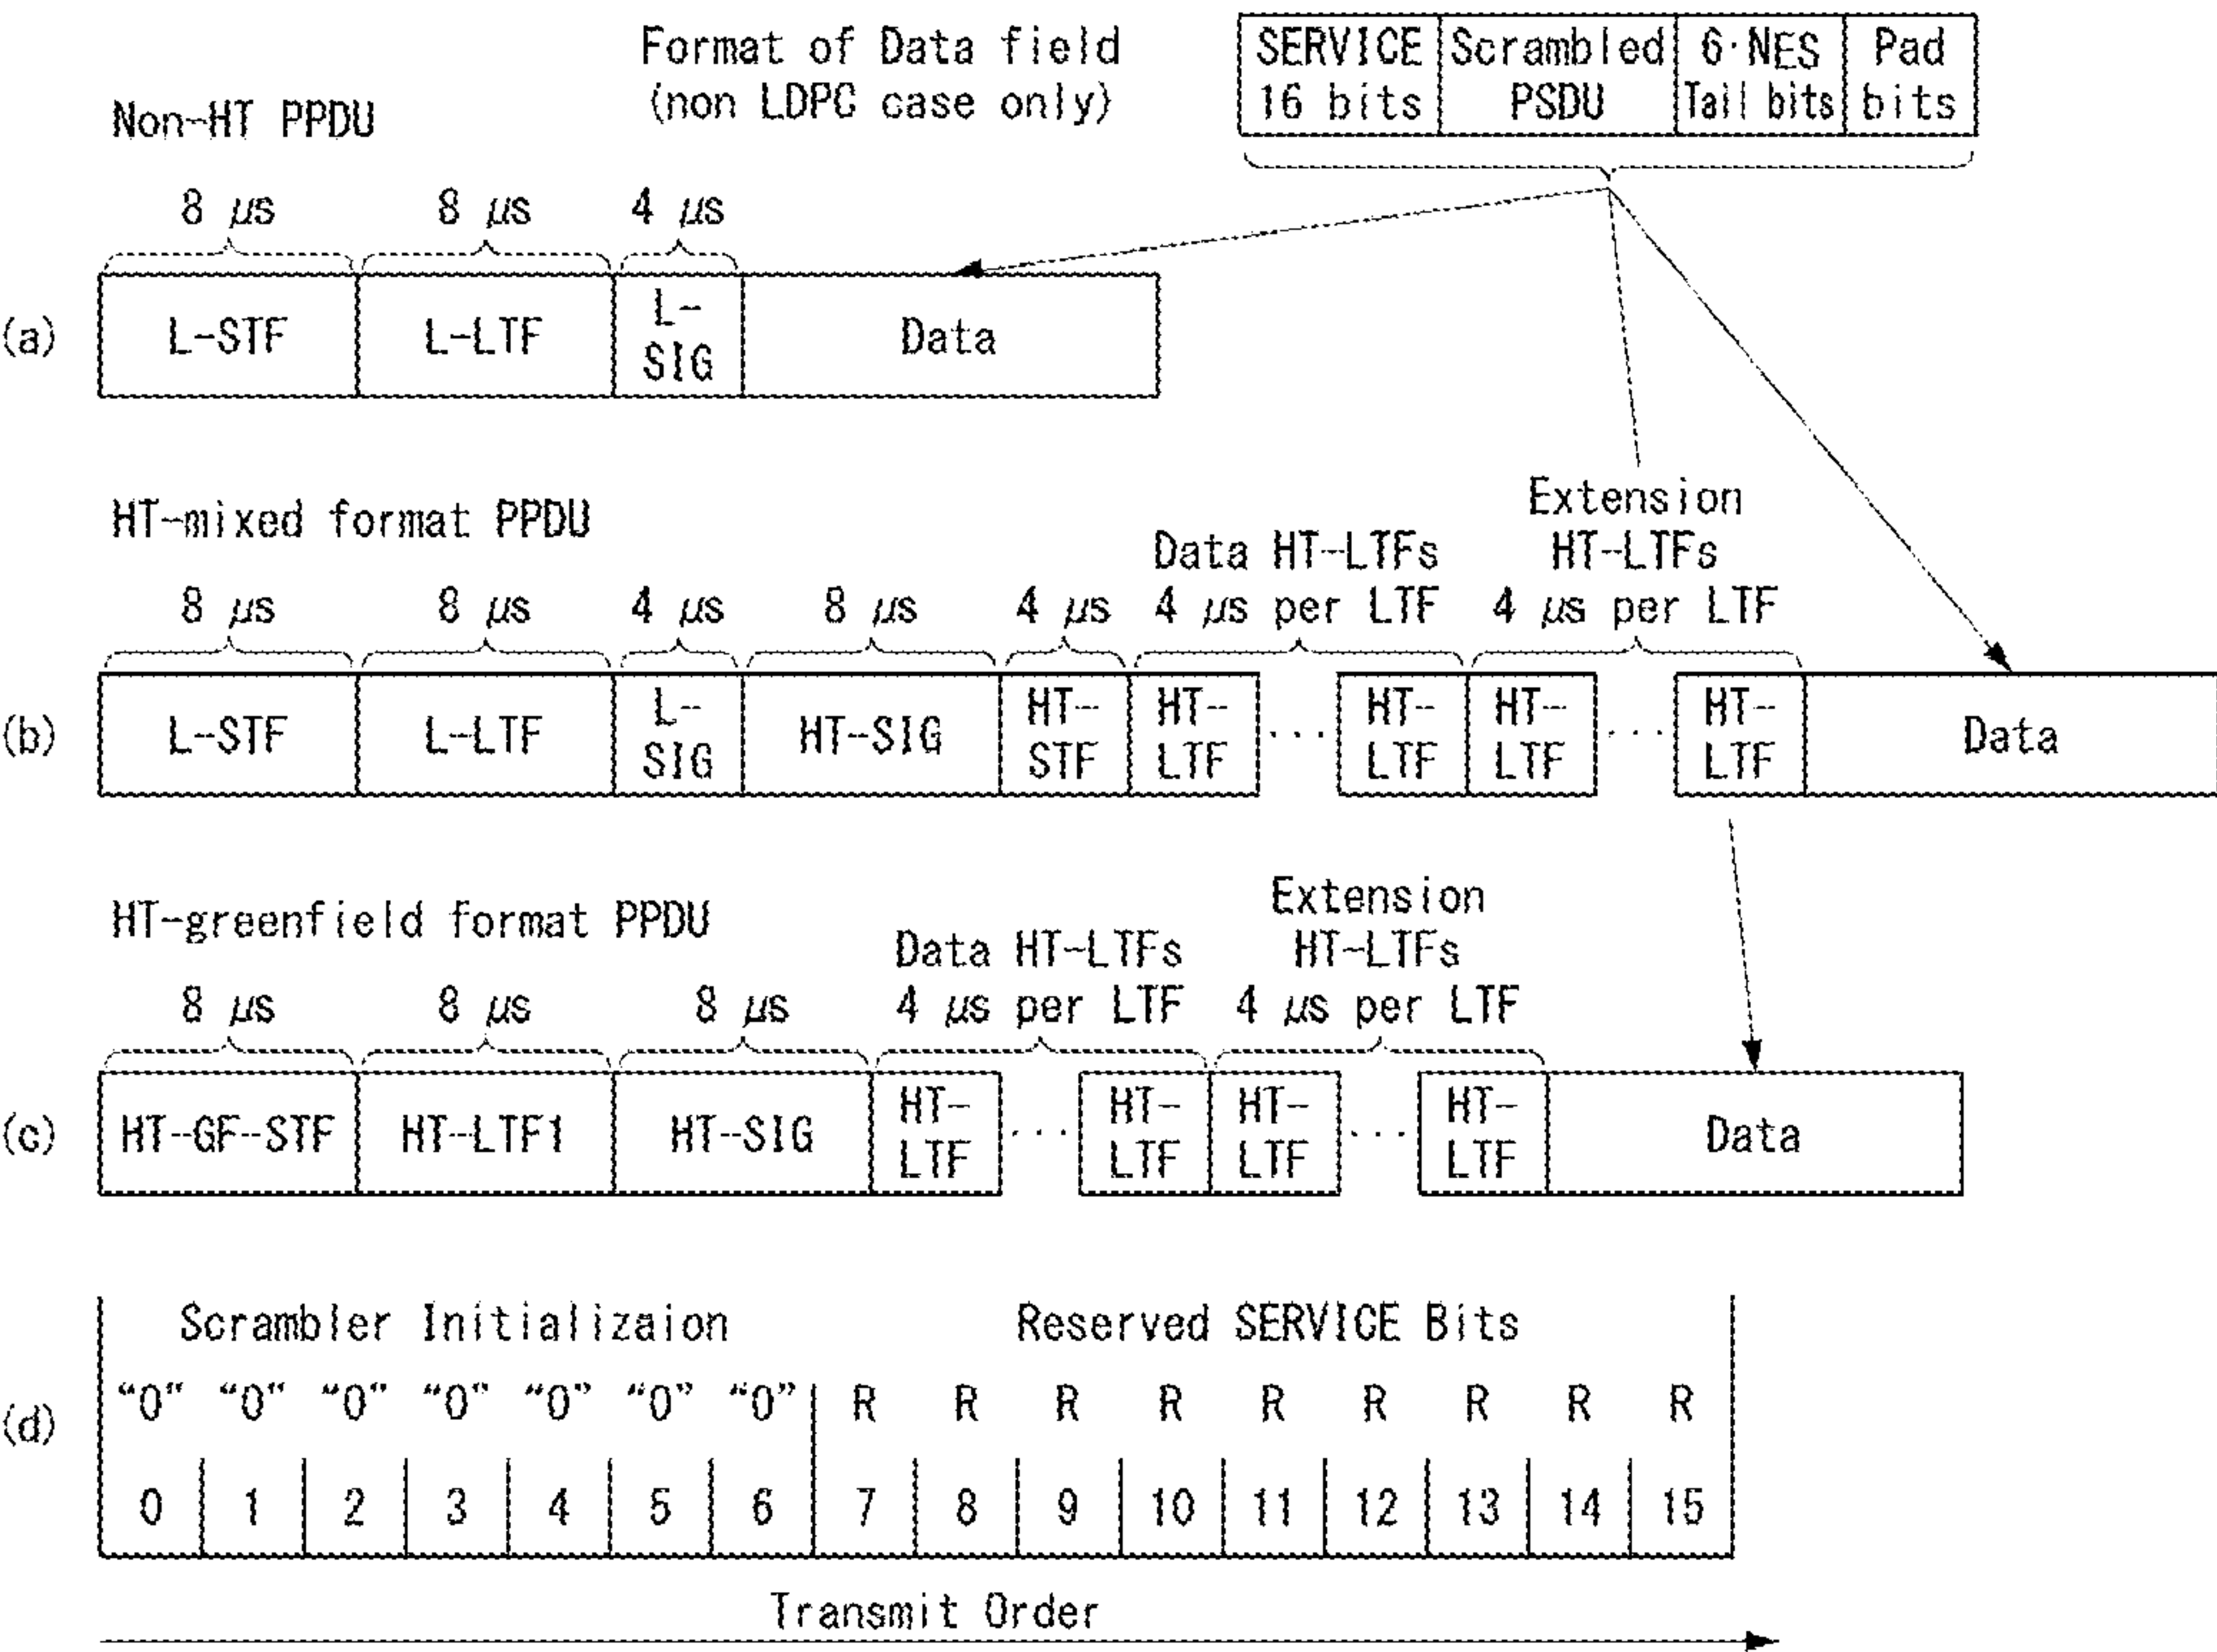 Format of Data field
(non LDPC case only)
SERVICE
16 bits
Scrambled
PSDU
6·NES
Tail bits
Pad
bits
Non-HT PPDU
8 μs
8 μs
4 μs
(a)
L-STF
L-LTF
L-
SIG
Data
HT-mixed format PPDU
8 μs
8 μs
4 μs
8 μs
4 μs
Data HT-LTFs
4 μs per LTF
Extension
HT-LTFs
4 μs per LTF
(b)
L-STF
L-LTF
L-
SIG
HT-SIG
HT-
STF
HT-
LTF
...
HT-
LTF
HT-
LTF
...
HT-
LTF
Data
HT-greenfield format PPDU
8 μs
8 μs
8 μs
Data HT-LTFs
4 μs per LTF
Extension
HT-LTFs
4 μs per LTF
(c)
HT-GF-STF
HT-LTF1
HT-SIG
HT-
LTF
...
HT-
LTF
HT-
LTF
...
HT-
LTF
Data
(d)
Scrambler Initializaion
Reserved SERVICE Bits
“0” “0” “0” “0” “0” “0” “0” R R R R R R R R R
0 1 2 3 4 5 6 7 8 9 10 11 12 13 14 15
Transmit Order